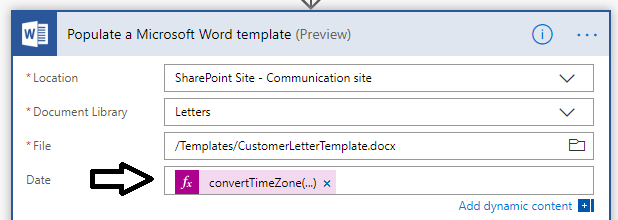 Populate a Microsoft Word template (Preview)
* Location SharePoint Site - Communication site
* Document Library Letters
* File /Templates/CustomerLetterTemplate.docx
Date fx convertTimeZone(...) ×
Add dynamic content